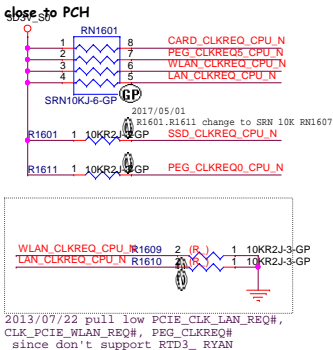 close to PCH
SD3V_S0
RN1601
1 8 CARD_CLKREQ_CPU_N
2 7 PEG_CLKREQ5_CPU_N
3 6 WLAN_CLKREQ_CPU_N
4 5 LAN_CLKREQ_CPU_N
SRN10KJ-6-GP
GP
2017/05/01
R1601.R1611 change to SRN 10K RN1607
R1601 1 10KR2J-3-GP SSD_CLKREQ_CPU_N
R1611 1 10KR2J-3-GP PEG_CLKREQ0_CPU_N
WLAN_CLKREQ_CPU_N R1609 2 (R_) 1 10KR2J-3-GP
LAN_CLKREQ_CPU_N R1610 2 (R_) 1 10KR2J-3-GP
2013/07/22 pull low PCIE_CLK_LAN_REQ#,
CLK_PCIE_WLAN_REQ#, PEG_CLKREQ#
since don't support RTD3_ RYAN